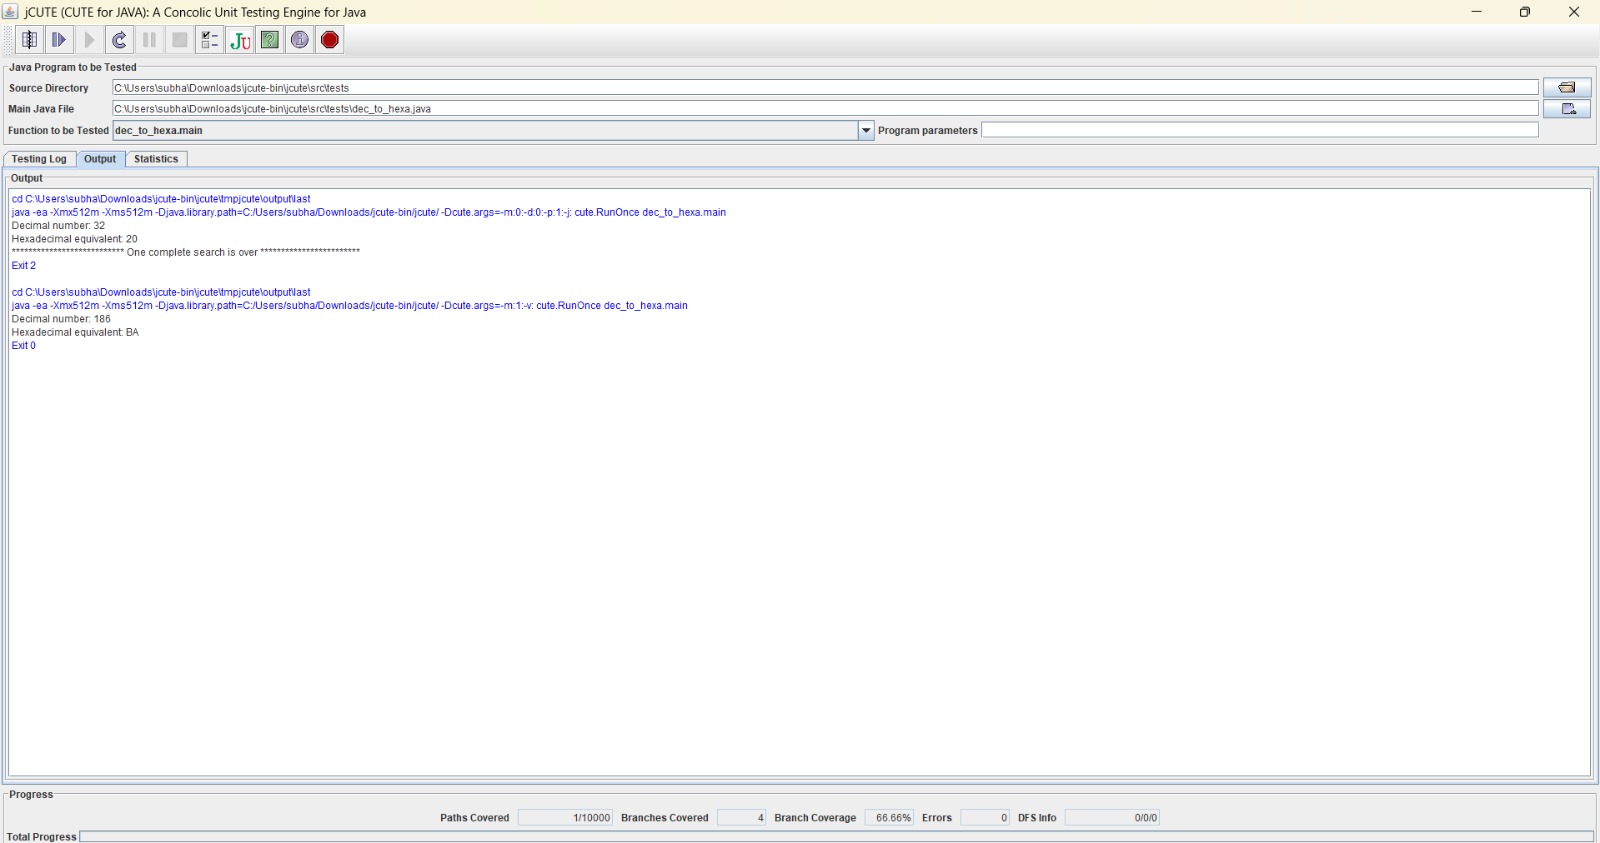 jCUTE (CUTE for JAVA): A Concolic Unit Testing Engine for Java
Ju
Java Program to be Tested
Source Directory C:\Users\subha\Downloads\jcute-bin\jcute\src\tests
Main Java File C:\Users\subha\Downloads\jcute-bin\jcute\src\tests\dec_to_hexa.java
Function to be Tested dec_to_hexa.main Program parameters
Testing Log Output Statistics
Output
cd C:\Users\subha\Downloads\jcute-bin\jcute\tmpjcute\output\last
java -ea -Xmx512m -Xms512m -Djava.library.path=C:/Users/subha/Downloads/jcute-bin/jcute/ -Dcute.args=-m:0:-d:0:-p:1:-j: cute.RunOnce dec_to_hexa.main
Decimal number: 32
Hexadecimal equivalent: 20
*************************** One complete search is over ************************
Exit 2
cd C:\Users\subha\Downloads\jcute-bin\jcute\tmpjcute\output\last
java -ea -Xmx512m -Xms512m -Djava.library.path=C:/Users/subha/Downloads/jcute-bin/jcute/ -Dcute.args=-m:1:-v: cute.RunOnce dec_to_hexa.main
Decimal number: 186
Hexadecimal equivalent: BA
Exit 0
Progress
Paths Covered 1/10000 Branches Covered 4 Branch Coverage 66.66% Errors 0 DFS Info 0/0/0
Total Progress